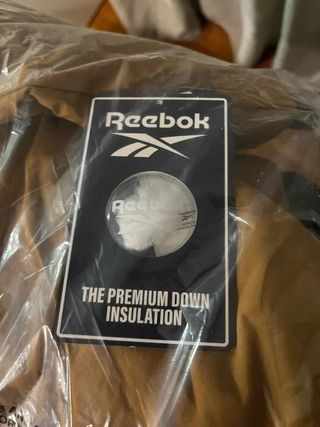 Reebok
Reebok
THE PREMIUM DOWN
INSULATION